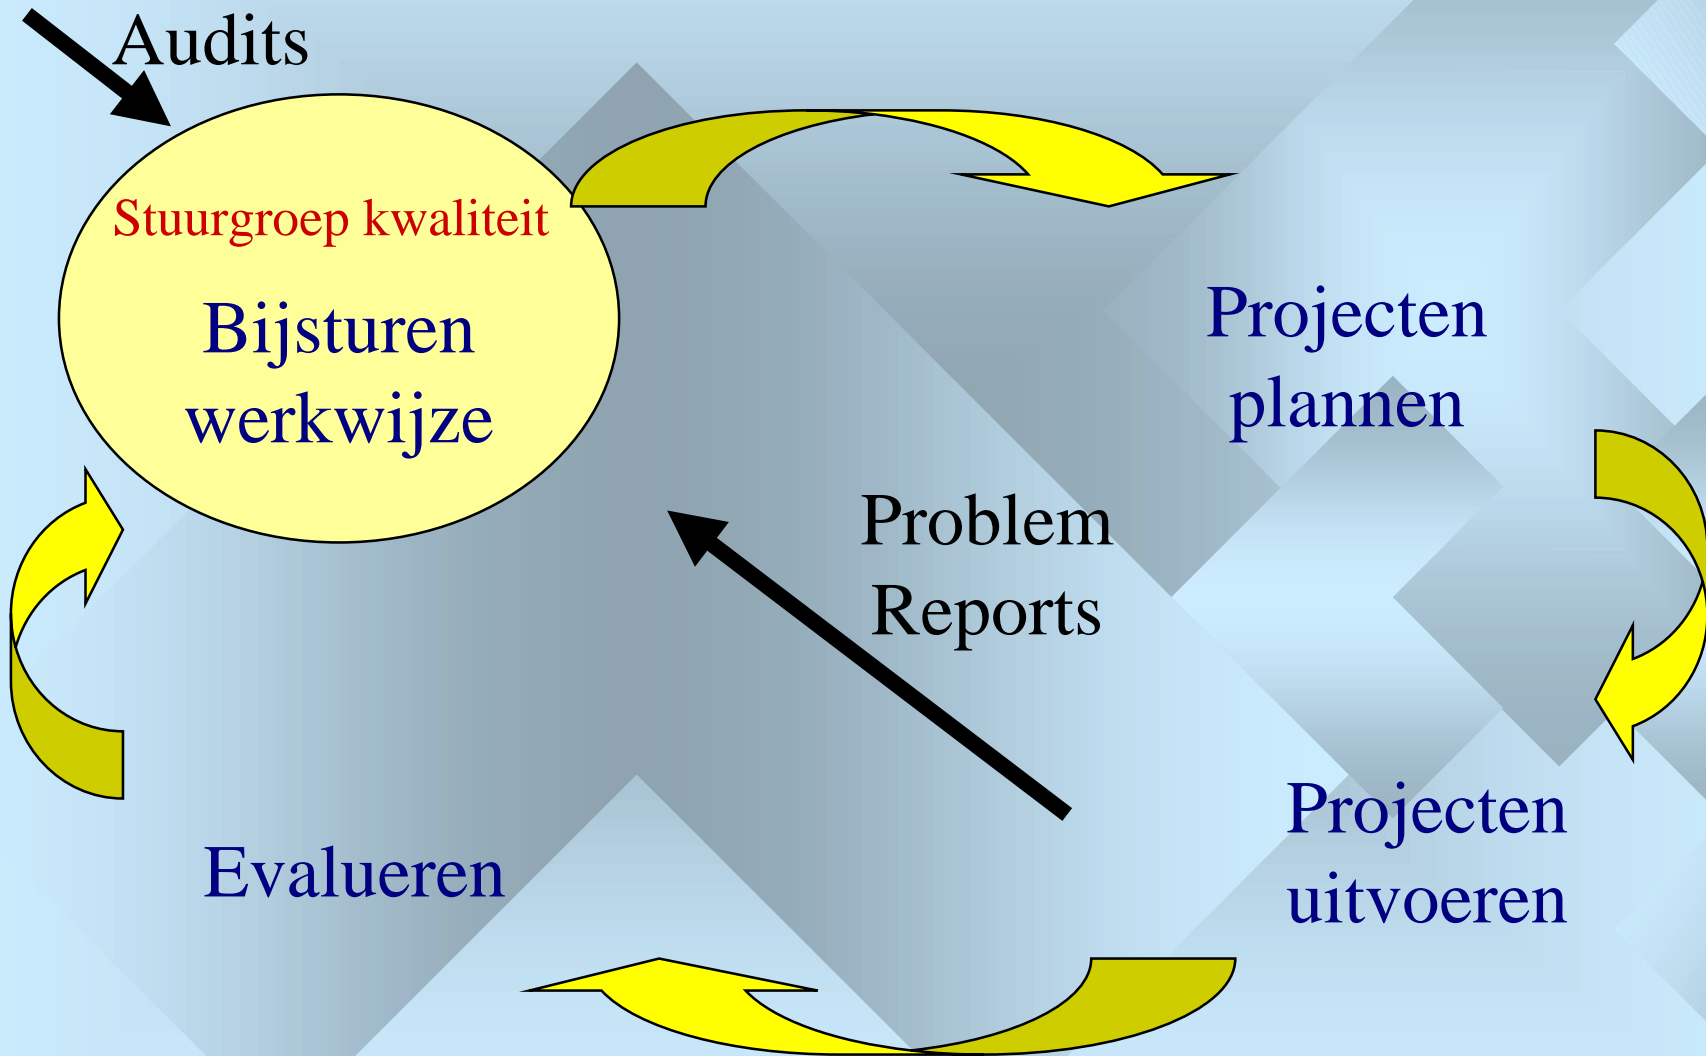 Audits
Stuurgroep kwaliteit
Bijsturen
werkwijze
Projecten
plannen
Problem
Reports
Projecten
uitvoeren
Evalueren